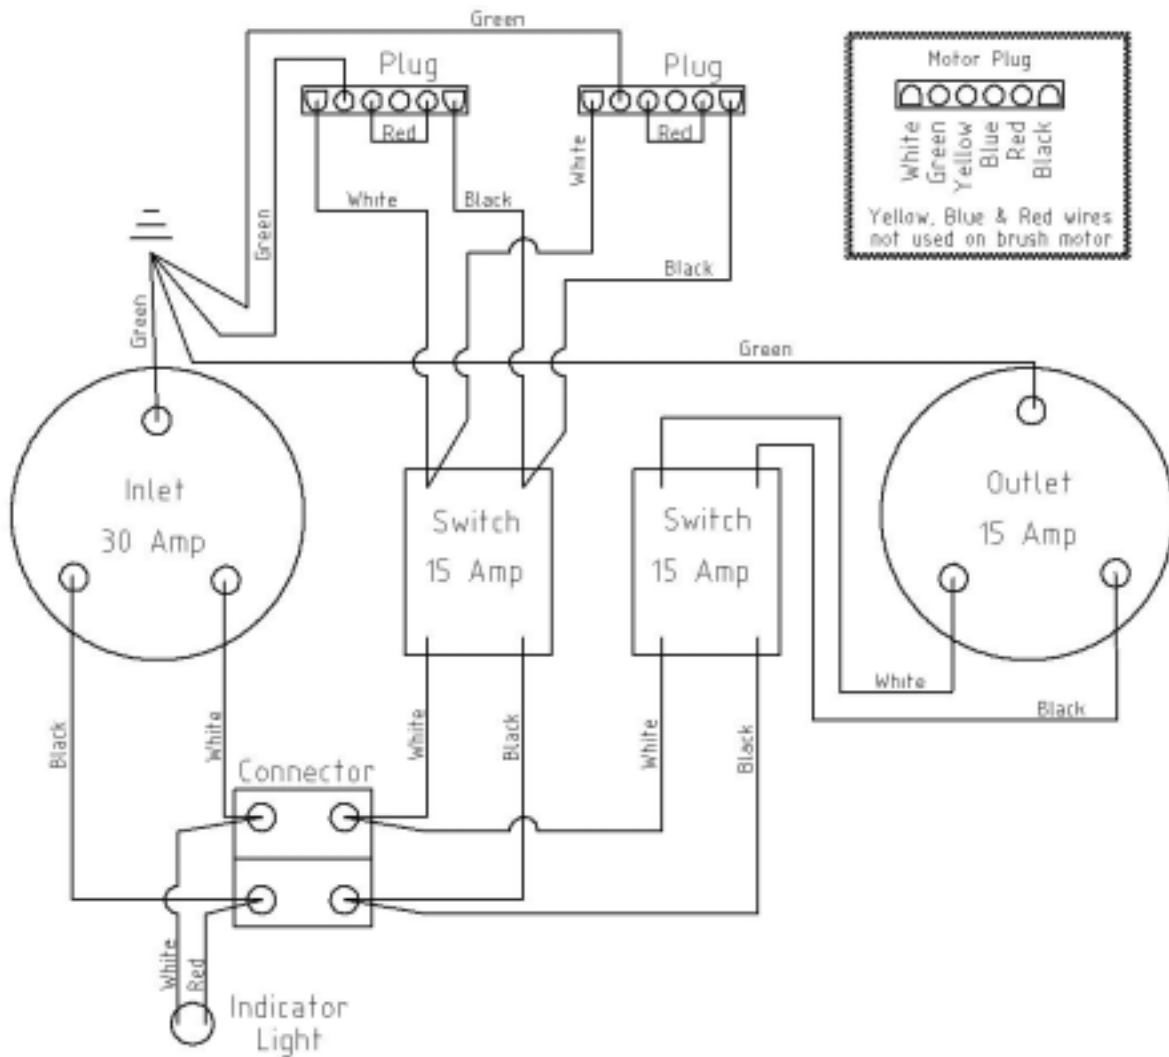 Green
Plug
Plug
Red
Red
White
Black
White
Black
Green
Green
Green
Motor Plug
White
Green
Yellow
Blue
Red
Black
Yellow, Blue & Red wires
not used on brush motor
Inlet
30 Amp
Switch
15 Amp
Switch
15 Amp
Outlet
15 Amp
White
Black
Black
White
White
Black
White
Black
Connector
White
Red
Indicator
Light